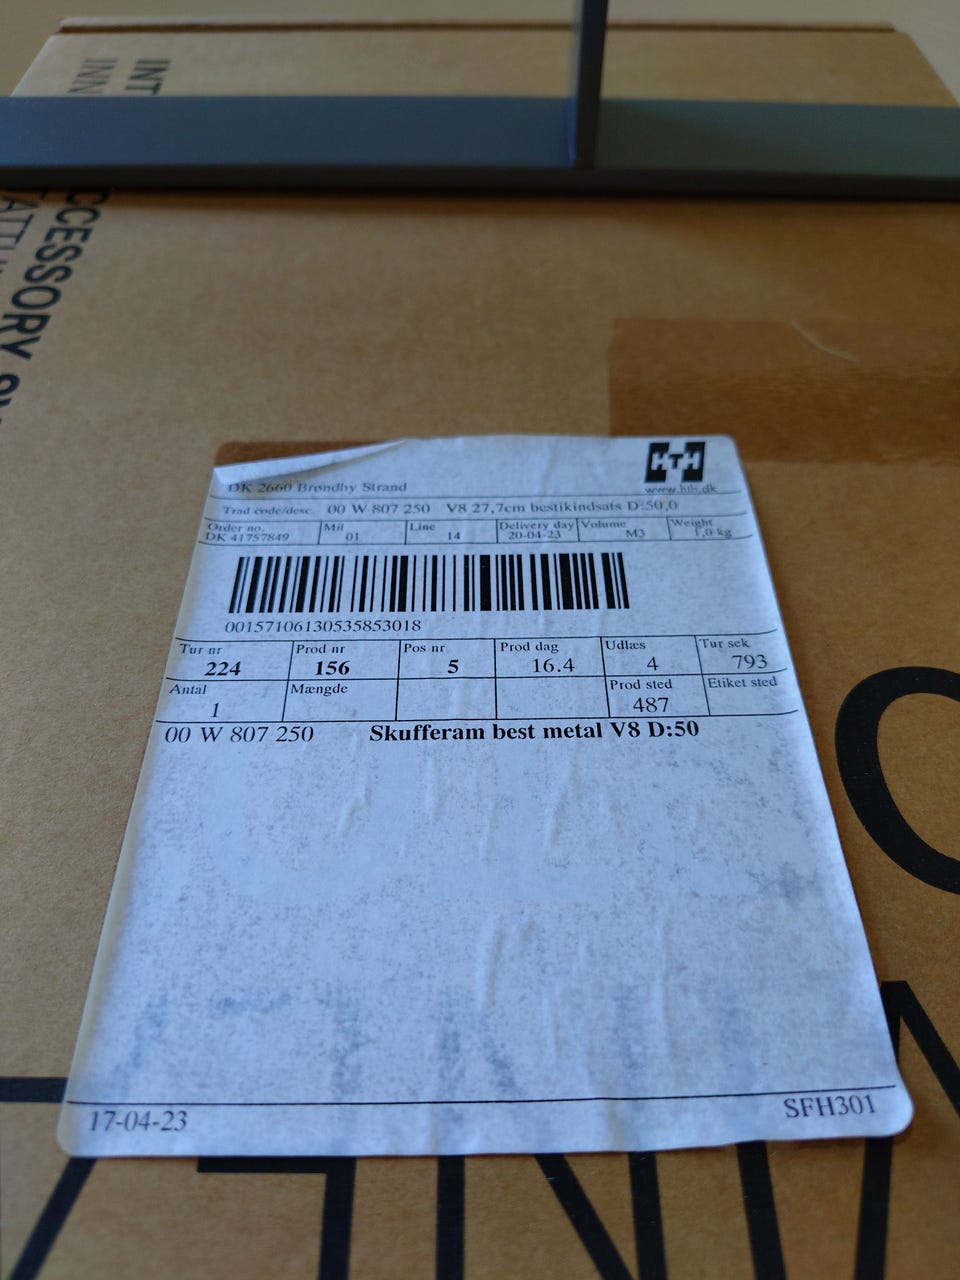 INT
INN
CCESSORY
HTH
www.hth.dk
DK 2660 Brøndby Strand
Trad code/desc. 00 W 807 250 V8 27,7cm bestikindsats D:50,0
Order no. Mil Line Delivery day Volume Weight
DK 41757849 01 14 20-04-23 M3 1,0 kg
00157106130535853018
Tur nr Prod nr Pos nr Prod dag Udlæs Tur sek
224 156 5 16.4 4 793
Antal Mængde Prod sted Etiket sted
1 487
00 W 807 250 Skufferam best metal V8 D:50
17-04-23 SFH301